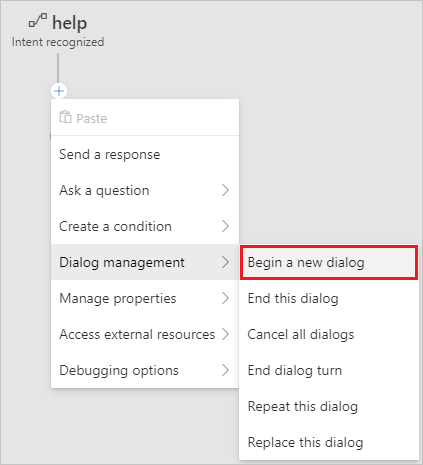 help
Intent recognized
Paste
Send a response
Ask a question
Create a condition
Dialog management
Begin a new dialog
Manage properties
End this dialog
Access external resources
Cancel all dialogs
Debugging options
End dialog turn
Repeat this dialog
Replace this dialog